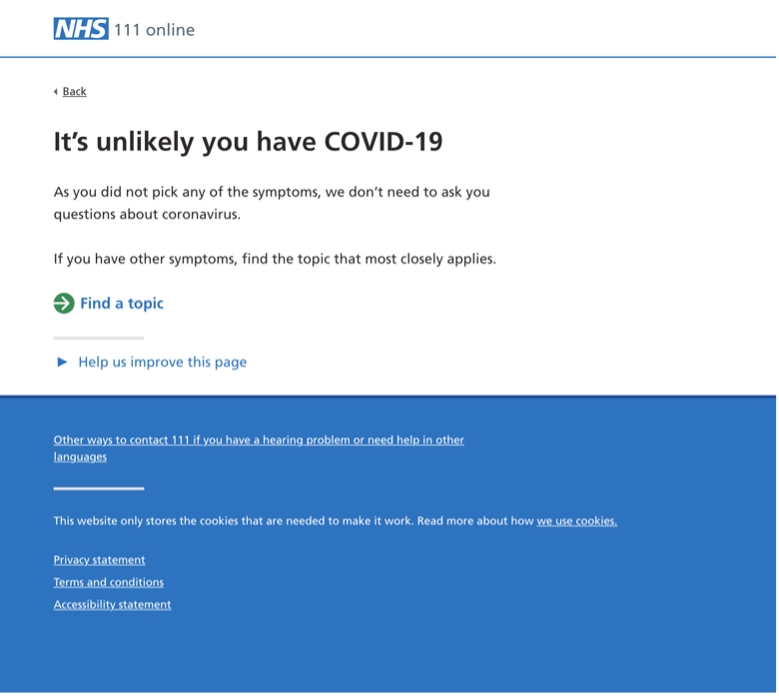 NHS 111 online
Back
It’s unlikely you have COVID-19
As you did not pick any of the symptoms, we don’t need to ask you
questions about coronavirus.
If you have other symptoms, find the topic that most closely applies.
Find a topic
Help us improve this page
Other ways to contact 111 if you have a hearing problem or need help in other
languages
This website only stores the cookies that are needed to make it work. Read more about how we use cookies.
Privacy statement
Terms and conditions
Accessibility statement